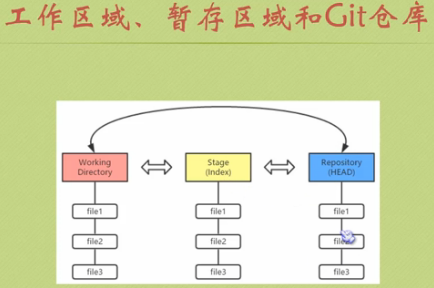 工作区域、暂存区域和Git仓库
Working Directory
Stage (Index)
Repository (HEAD)
file1 file1 file1
file2 file2
file3 file3 file3